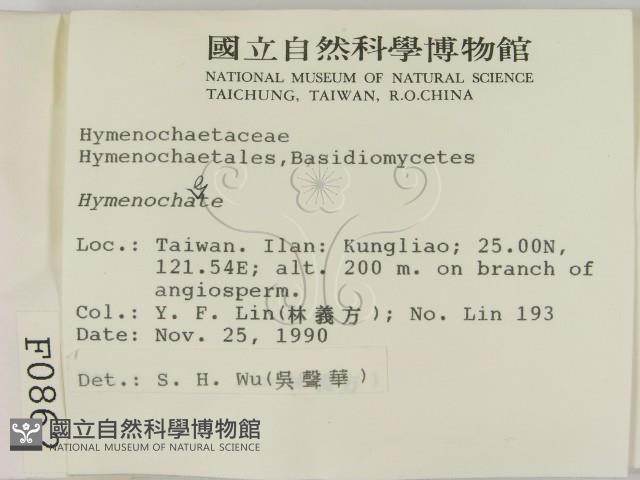 國立自然科學博物館
NATIONAL MUSEUM OF NATURAL SCIENCE
TAICHUNG, TAIWAN, R.O.CHINA
Hymenochaetaceae
Hymenochaetales,Basidiomycetes
e
Hymenochate
Loc.: Taiwan. Ilan: Kungliao; 25.00N,
121.54E; alt. 200 m. on branch of
angiosperm.
Col.: Y. F. Lin(林義方); No. Lin 193
Date: Nov. 25, 1990
Det.: S. H. Wu(吳聲華)
國立自然科學博物館
NATIONAL MUSEUM OF NATURAL SCIENCE